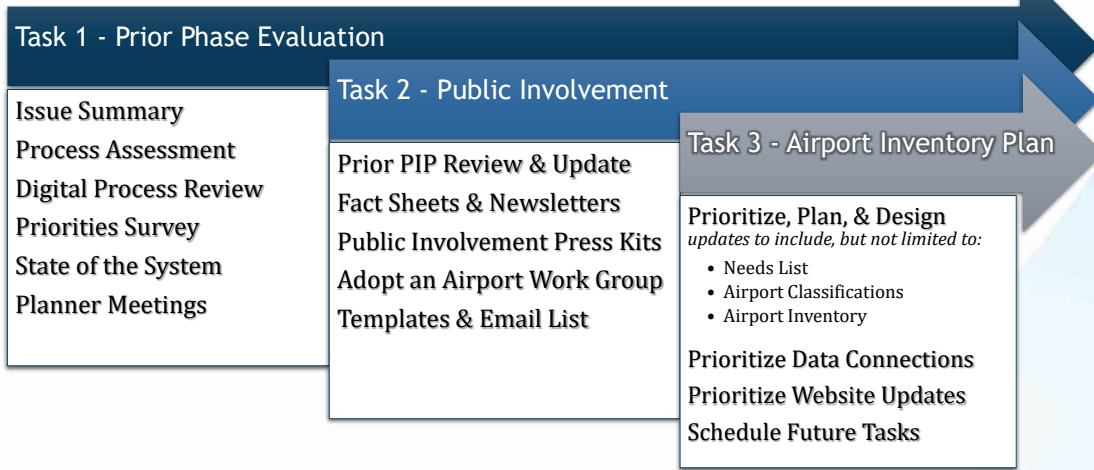 Task 1 - Prior Phase Evaluation
Issue Summary
Process Assessment
Digital Process Review
Priorities Survey
State of the System
Planner Meetings
Task 2 - Public Involvement
Prior PIP Review & Update
Fact Sheets & Newsletters
Public Involvement Press Kits
Adopt an Airport Work Group
Templates & Email List
Task 3 - Airport Inventory Plan
Prioritize, Plan, & Design
updates to include, but not limited to:
• Needs List
• Airport Classifications
• Airport Inventory
Prioritize Data Connections
Prioritize Website Updates
Schedule Future Tasks